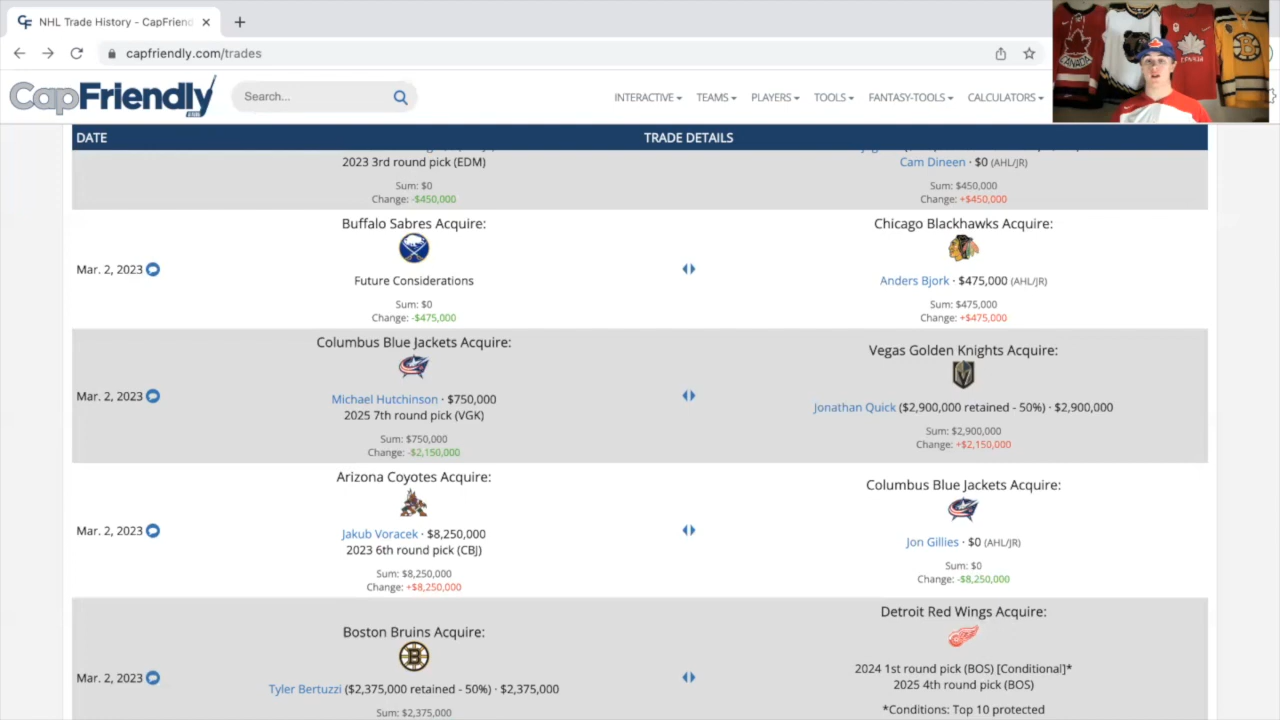 NHL Trade History - CapFriend
capfriendly.com/trades
CapFriendly
.com
Search...
INTERACTIVE
TEAMS
PLAYERS
TOOLS
FANTASY-TOOLS
CALCULATORS
CANADA
CANADA
B
DATE
TRADE DETAILS
2023 3rd round pick (EDM)
Sum: $0
Change: -$450,000
Cam Dineen · $0 (AHL/JR)
Sum: $450,000
Change: +$450,000
Mar. 2, 2023
Buffalo Sabres Acquire:
Future Considerations
Sum: $0
Change: -$475,000
Chicago Blackhawks Acquire:
Anders Bjork · $475,000 (AHL/JR)
Sum: $475,000
Change: +$475,000
Mar. 2, 2023
Columbus Blue Jackets Acquire:
Michael Hutchinson · $750,000
2025 7th round pick (VGK)
Sum: $750,000
Change: -$2,150,000
Vegas Golden Knights Acquire:
Jonathan Quick ($2,900,000 retained - 50%) · $2,900,000
Sum: $2,900,000
Change: +$2,150,000
Mar. 2, 2023
Arizona Coyotes Acquire:
Jakub Voracek · $8,250,000
2023 6th round pick (CBJ)
Sum: $8,250,000
Change: +$8,250,000
Columbus Blue Jackets Acquire:
Jon Gillies · $0 (AHL/JR)
Sum: $0
Change: -$8,250,000
Mar. 2, 2023
Boston Bruins Acquire:
B
Tyler Bertuzzi ($2,375,000 retained - 50%) · $2,375,000
Sum: $2,375,000
Detroit Red Wings Acquire:
2024 1st round pick (BOS) [Conditional]*
2025 4th round pick (BOS)
*Conditions: Top 10 protected